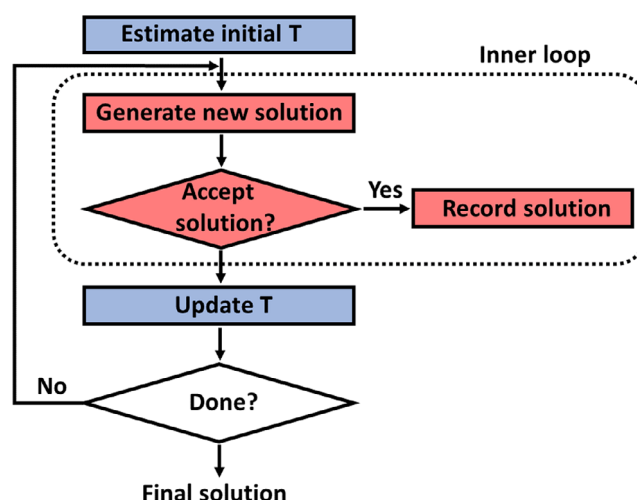 Estimate initial T
Inner loop
Generate new solution
Accept
solution?
Yes
Record solution
Update T
No
Done?
Final solution